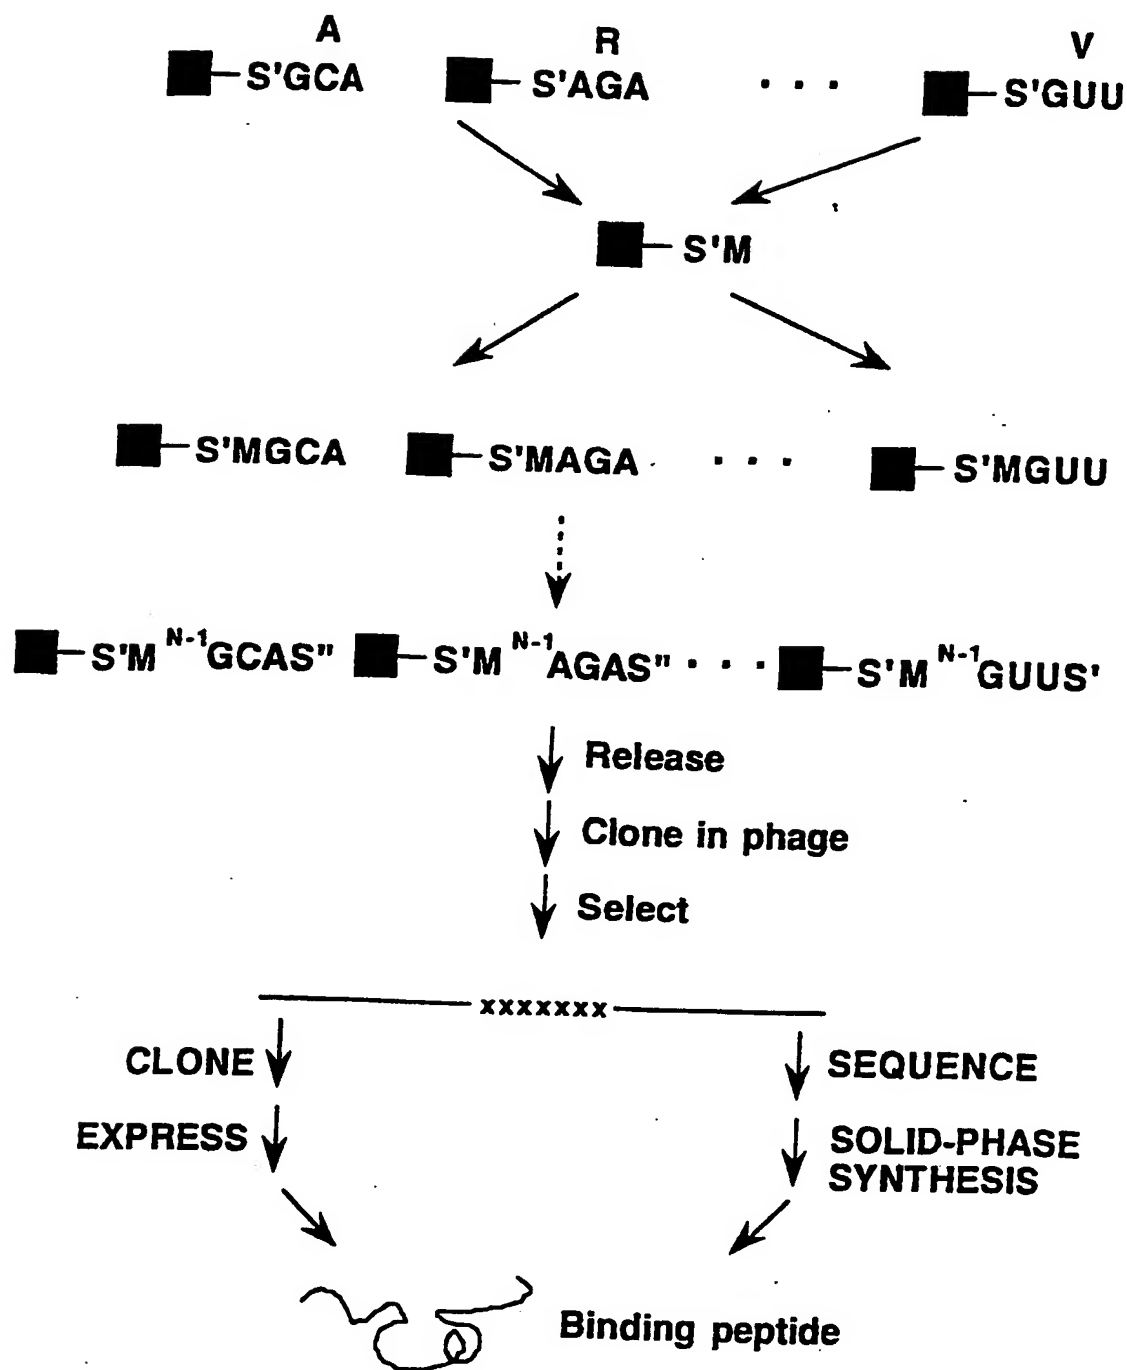 A R V
S'GCA S'AGA . . . S'GUU
S'M
S'MGCA S'MAGA . . . S'MGUU
S'M N-1 GCAS" S'M N-1 AGAS" . . . S'M N-1 GUUS'
Release
Clone in phage
Select
xxxxxxx
CLONE SEQUENCE
EXPRESS SOLID-PHASE
SYNTHESIS
Binding peptide